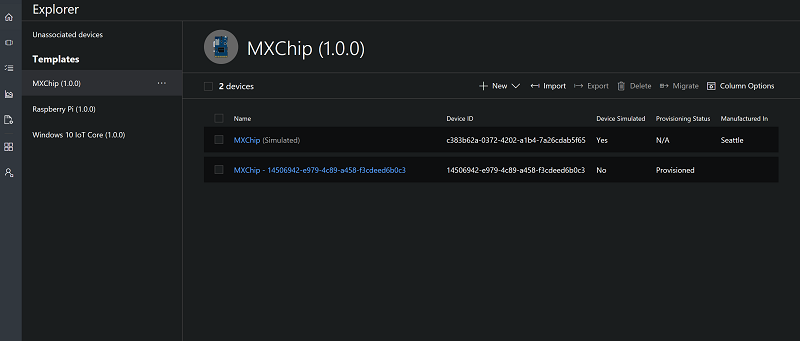 Explorer
Unassociated devices
Templates
MXChip (1.0.0) ...
Raspberry Pi (1.0.0)
Windows 10 IoT Core (1.0.0)
MXChip (1.0.0)
2 devices
New Import Export Delete Migrate Column Options
Name Device ID Device Simulated Provisioning Status Manufactured In
MXChip (Simulated) c383b62a-0372-4202-a1b4-7a26cdab5f65 Yes N/A Seattle
MXChip - 14506942-e979-4c89-a458-f3cdeed6b0c3 14506942-e979-4c89-a458-f3cdeed6b0c3 No Provisioned